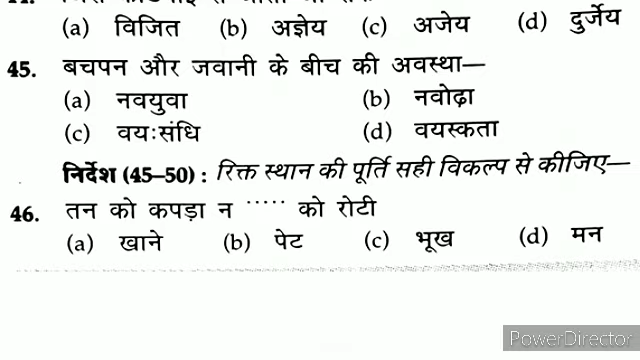 (a) विजित (b) अज्ञेय (c) अजेय (d) दुर्जेय
45. बचपन और जवानी के बीच की अवस्था—
(a) नवयुवा (b) नवोढ़ा
(c) वयःसंधि (d) वयस्कता
निर्देश (45–50) : रिक्त स्थान की पूर्ति सही विकल्प से कीजिए—
46. तन को कपड़ा न ····· को रोटी
(a) खाने (b) पेट (c) भूख (d) मन
PowerDirector